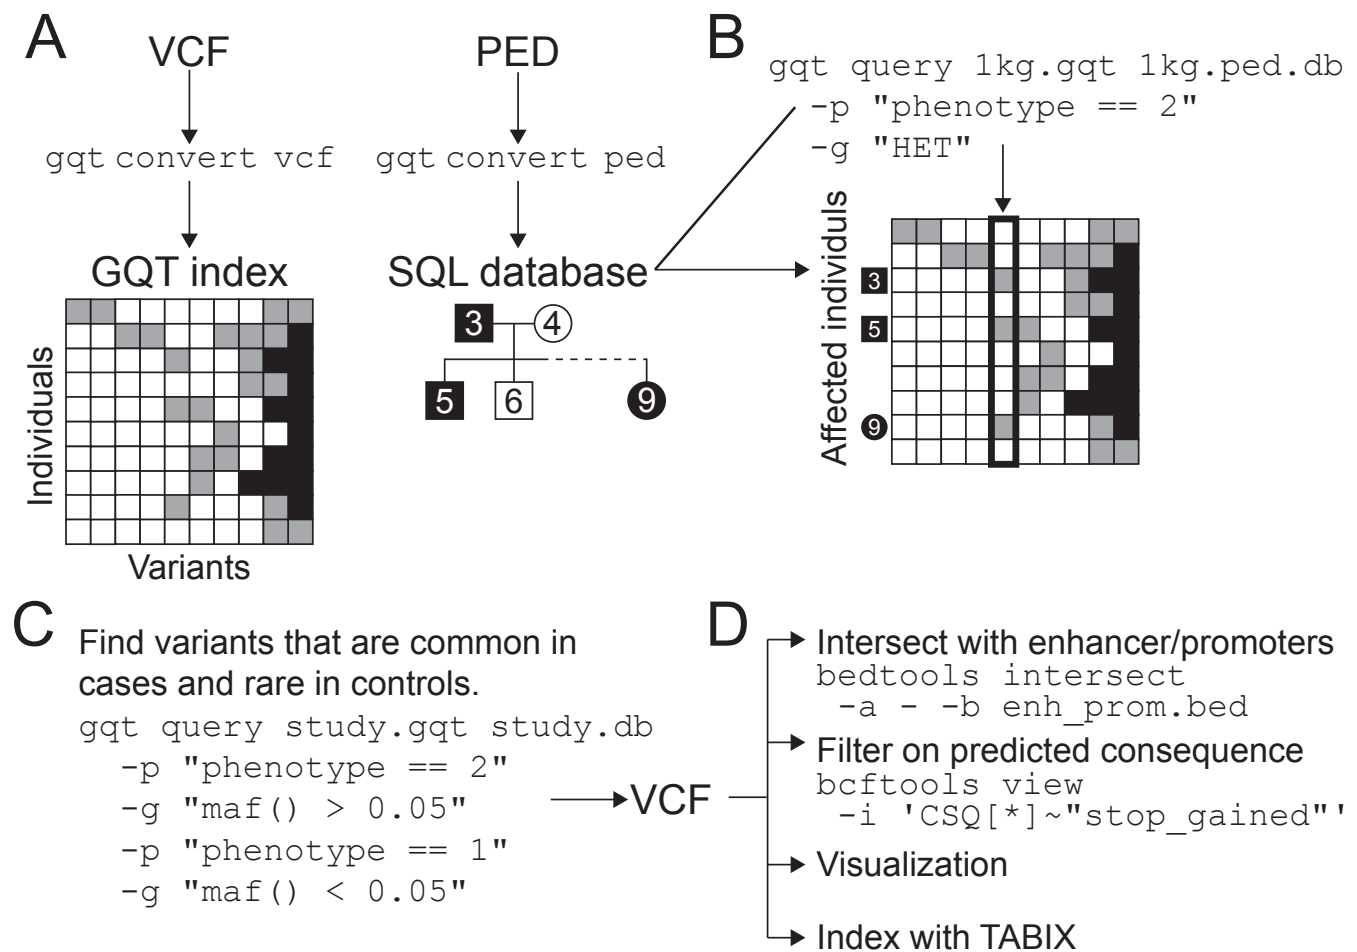 A
VCF
PED
gqt convert vcf
gqt convert ped
GQT index
SQL database
Individuals
Variants
3
4
5
6
9
B
gqt query 1kg.gqt 1kg.ped.db
-p "phenotype == 2"
-g "HET"
Affected individuls
3
5
9
C
Find variants that are common in
cases and rare in controls.
gqt query study.gqt study.db
-p "phenotype == 2"
-g "maf() > 0.05"
-p "phenotype == 1"
-g "maf() < 0.05"
VCF
D
Intersect with enhancer/promoters
bedtools intersect
-a - -b enh_prom.bed
Filter on predicted consequence
bcftools view
-i 'CSQ[*]~"stop_gained"'
Visualization
Index with TABIX